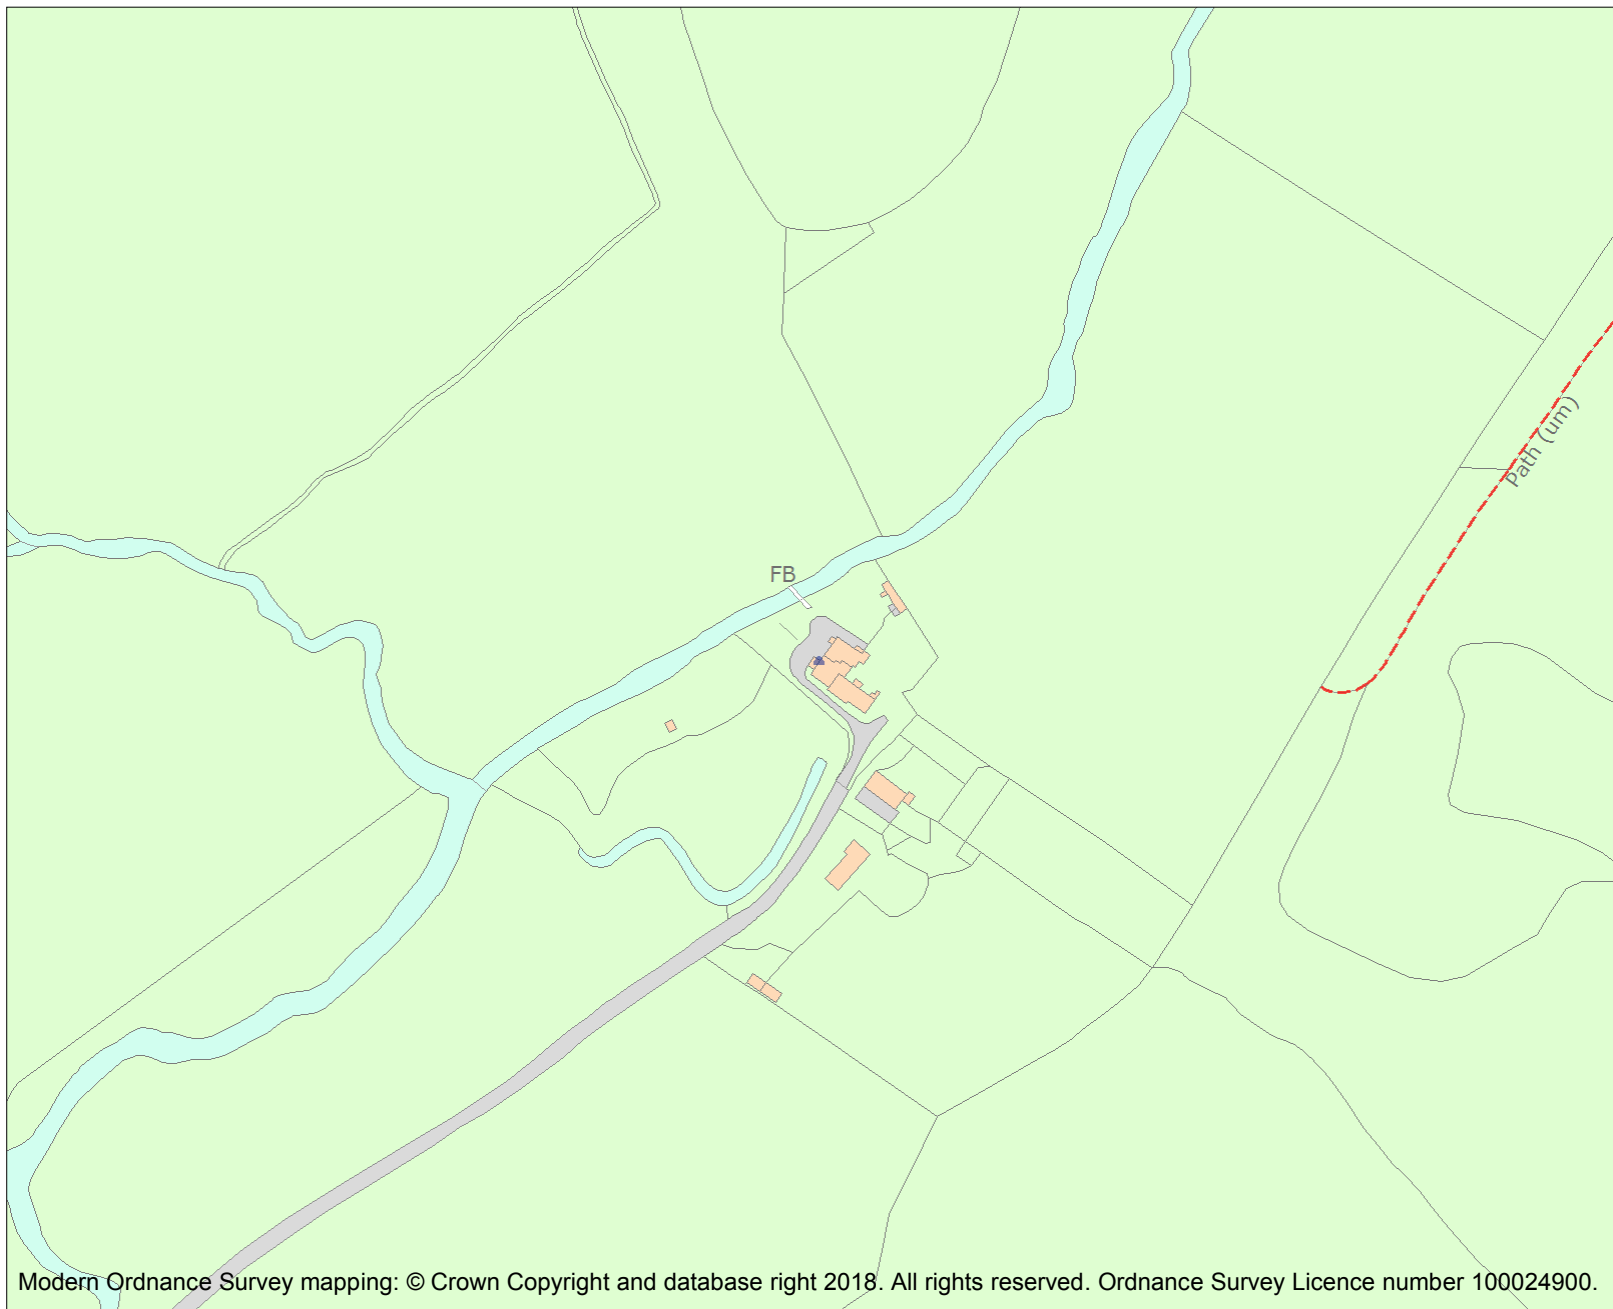 Path (um)
FB
Modern Ordnance Survey mapping: © Crown Copyright and database right 2018. All rights reserved. Ordnance Survey Licence number 100024900.